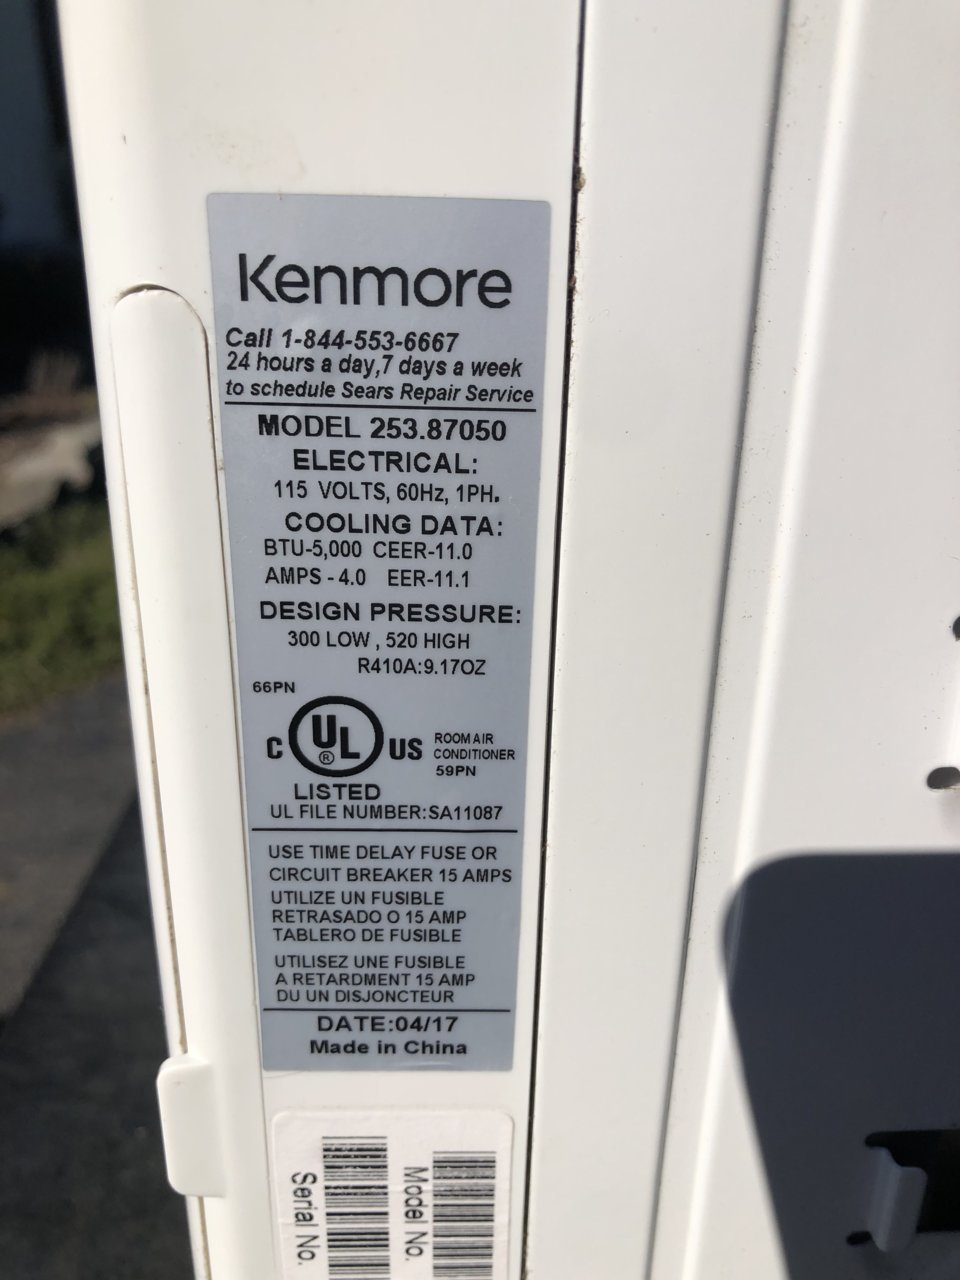 Kenmore
Call 1-844-553-6667
24 hours a day,7 days a week
to schedule Sears Repair Service
MODEL 253.87050
ELECTRICAL:
115 VOLTS, 60Hz, 1PH.
COOLING DATA:
BTU-5,000 CEER-11.0
AMPS - 4.0 EER-11.1
DESIGN PRESSURE:
300 LOW , 520 HIGH
R410A:9.17OZ
66PN
C UL ® US
ROOM AIR
CONDITIONER
59PN
LISTED
UL FILE NUMBER:SA11087
USE TIME DELAY FUSE OR
CIRCUIT BREAKER 15 AMPS
UTILIZE UN FUSIBLE
RETRASADO O 15 AMP
TABLERO DE FUSIBLE
UTILISEZ UNE FUSIBLE
A RETARDMENT 15 AMP
DU UN DISJONCTEUR
DATE:04/17
Made in China
Model No.
Serial No.